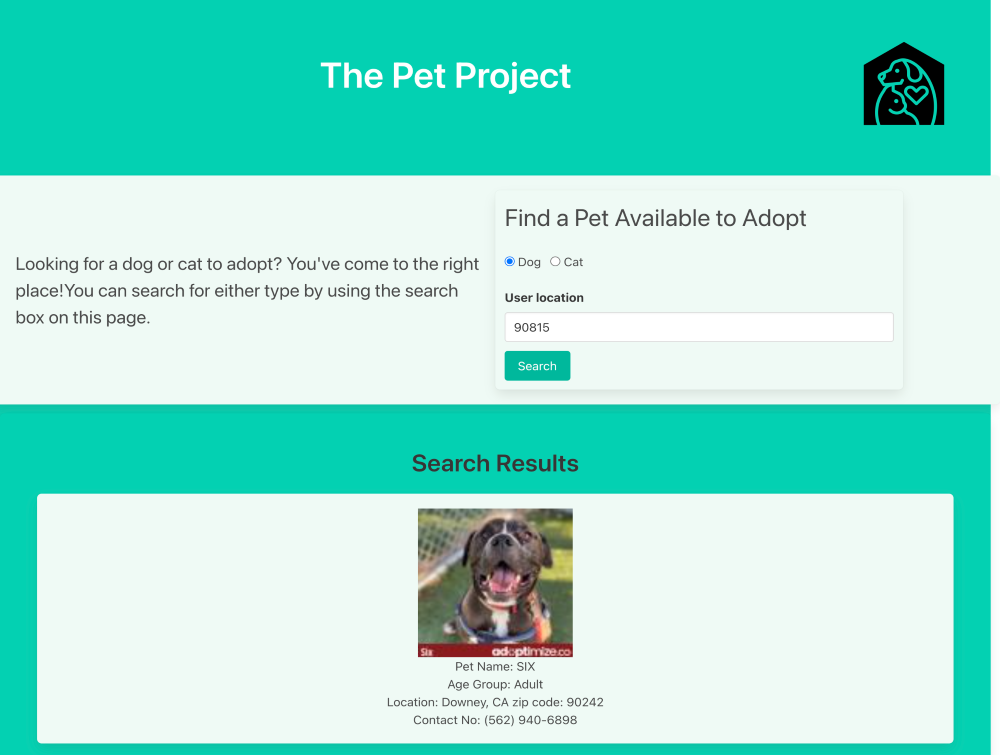 The Pet Project
Looking for a dog or cat to adopt? You've come to the right
place!You can search for either type by using the search
box on this page.
Find a Pet Available to Adopt
Dog Cat
User location
90815
Search
Search Results
Six adoptimize.co
Pet Name: SIX
Age Group: Adult
Location: Downey, CA zip code: 90242
Contact No: (562) 940-6898